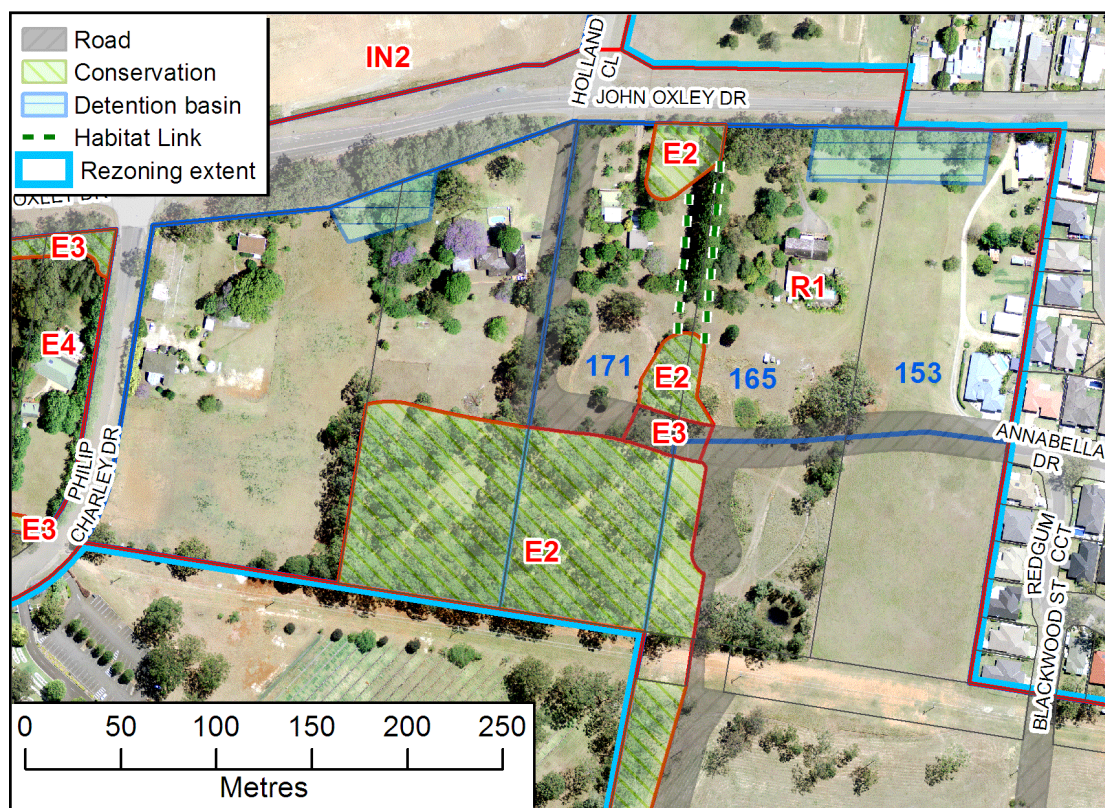 Road
Conservation
Detention basin
Habitat Link
Rezoning extent
IN2
HOLLAND
CL
JOHN OXLEY DR
OXLEY DR
E2
E3
E4
R1
171
E2
165
153
E3
ANNABELLA
DR
PHILIP
CHARLEY DR
E3
E2
REDGUM
CCT
BLACKWOOD ST
0 50 100 150 200 250
Metres